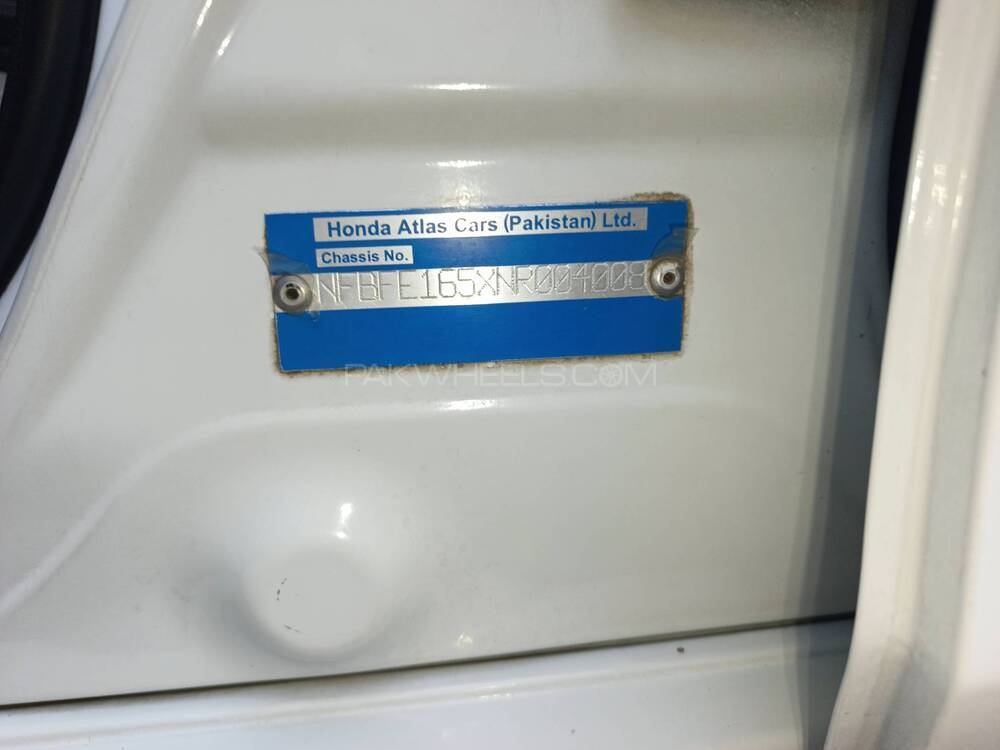 Honda Atlas Cars (Pakistan) Ltd.
Chassis No.
NFBFE165XNR004008
PAKWHEELS.COM